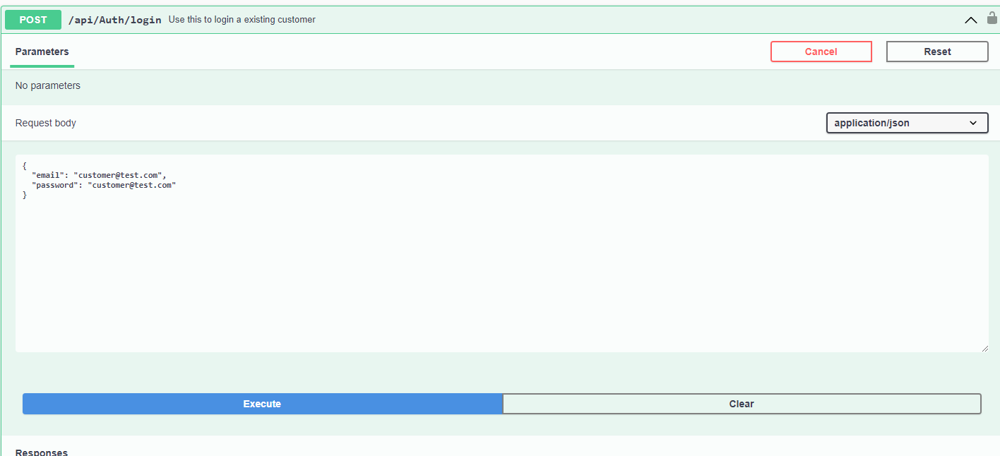 POST /api/Auth/login Use this to login a existing customer
Parameters Cancel Reset
No parameters
Request body application/json
{
"email": "customer@test.com",
"password": "customer@test.com"
}
Execute Clear
Responses